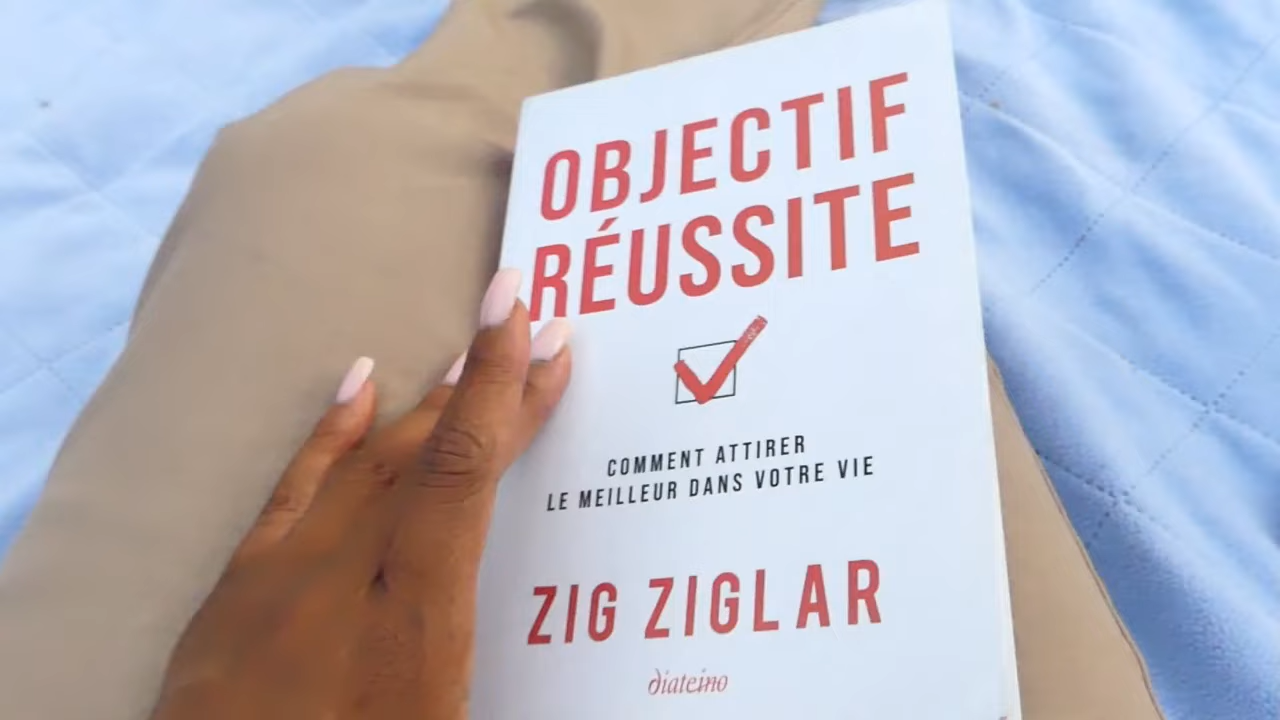 OBJECTIF
RÉUSSITE
COMMENT ATTIRER
LE MEILLEUR DANS VOTRE VIE
ZIG ZIGLAR
diateino